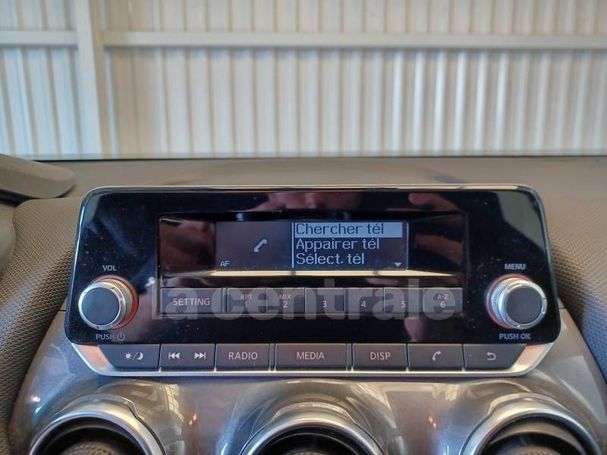 Chercher tél
Appairer tél
AF
Sélect. tél
VOL
MENU
SETTING
RPT
1
MIX
2
3
4
5
A-Z
6
la centrale
PUSH
PUSH OK
RADIO
MEDIA
DISP